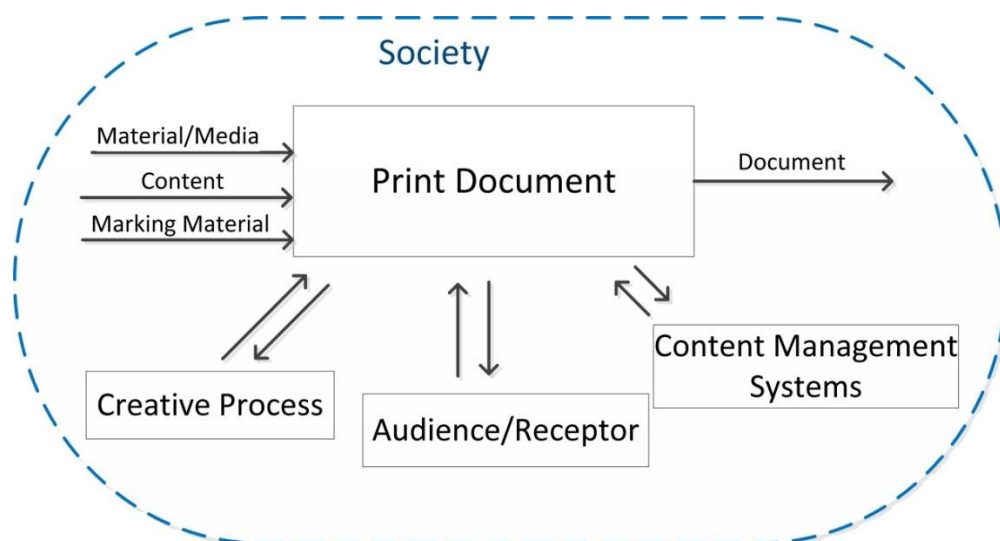 Society
Material/Media
Content
Marking Material
Print Document
Document
Creative Process
Audience/Receptor
Content Management
Systems